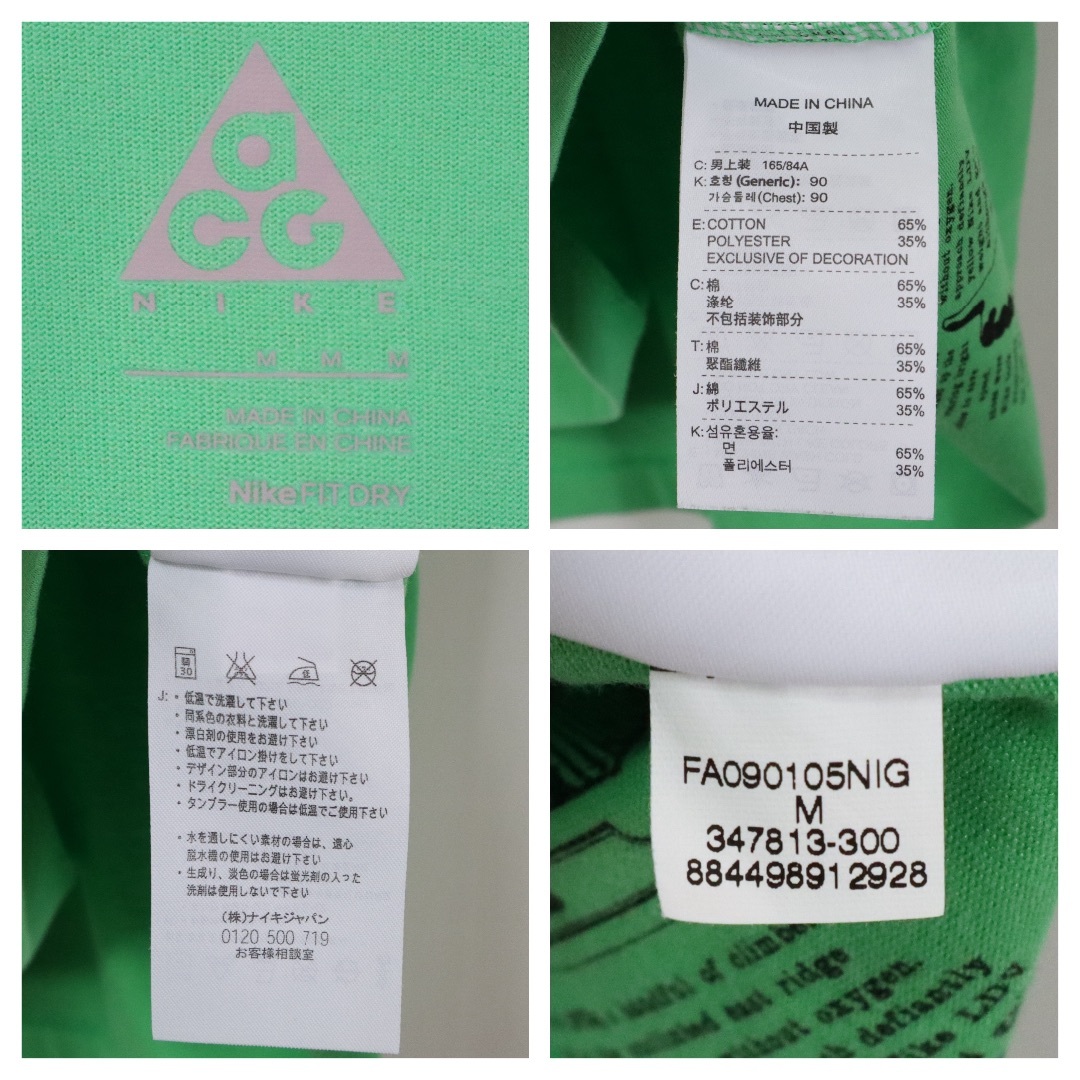 a
CG
NIKE
M M M
MADE IN CHINA
FABRIQUE EN CHINE
NikeFIT DRY
MADE IN CHINA
中国製
C: 男上装 165/84A
K: 호칭 (Generic): 90
가슴둘레(Chest): 90
E: COTTON 65%
POLYESTER 35%
EXCLUSIVE OF DECORATION
C: 棉 65%
涤纶 35%
不包括装饰部分
T: 棉 65%
聚酯纖維 35%
J: 綿 65%
ポリエステル 35%
K: 섬유혼용율:
면 65%
폴리에스터 35%
30
低
J: ・低温で洗濯して下さい
・同系色の衣料と洗濯して下さい
・漂白剤の使用をお避け下さい
・低温でアイロン掛けをして下さい
・デザイン部分のアイロンはお避け下さい
・ドライクリーニングはお避け下さい。
・タンブラー使用の場合は低温でご使用下さい
・水を通しにくい素材の場合は、遠心
脱水機の使用はお避け下さい
・生成り、淡色の場合は蛍光剤の入った
洗剤は使用しないで下さい
(株)ナイキジャパン
0120 500 719
お客様相談室
FA090105NIG
M
347813-300
884498912928
ridge
without oxygen.
defiantly